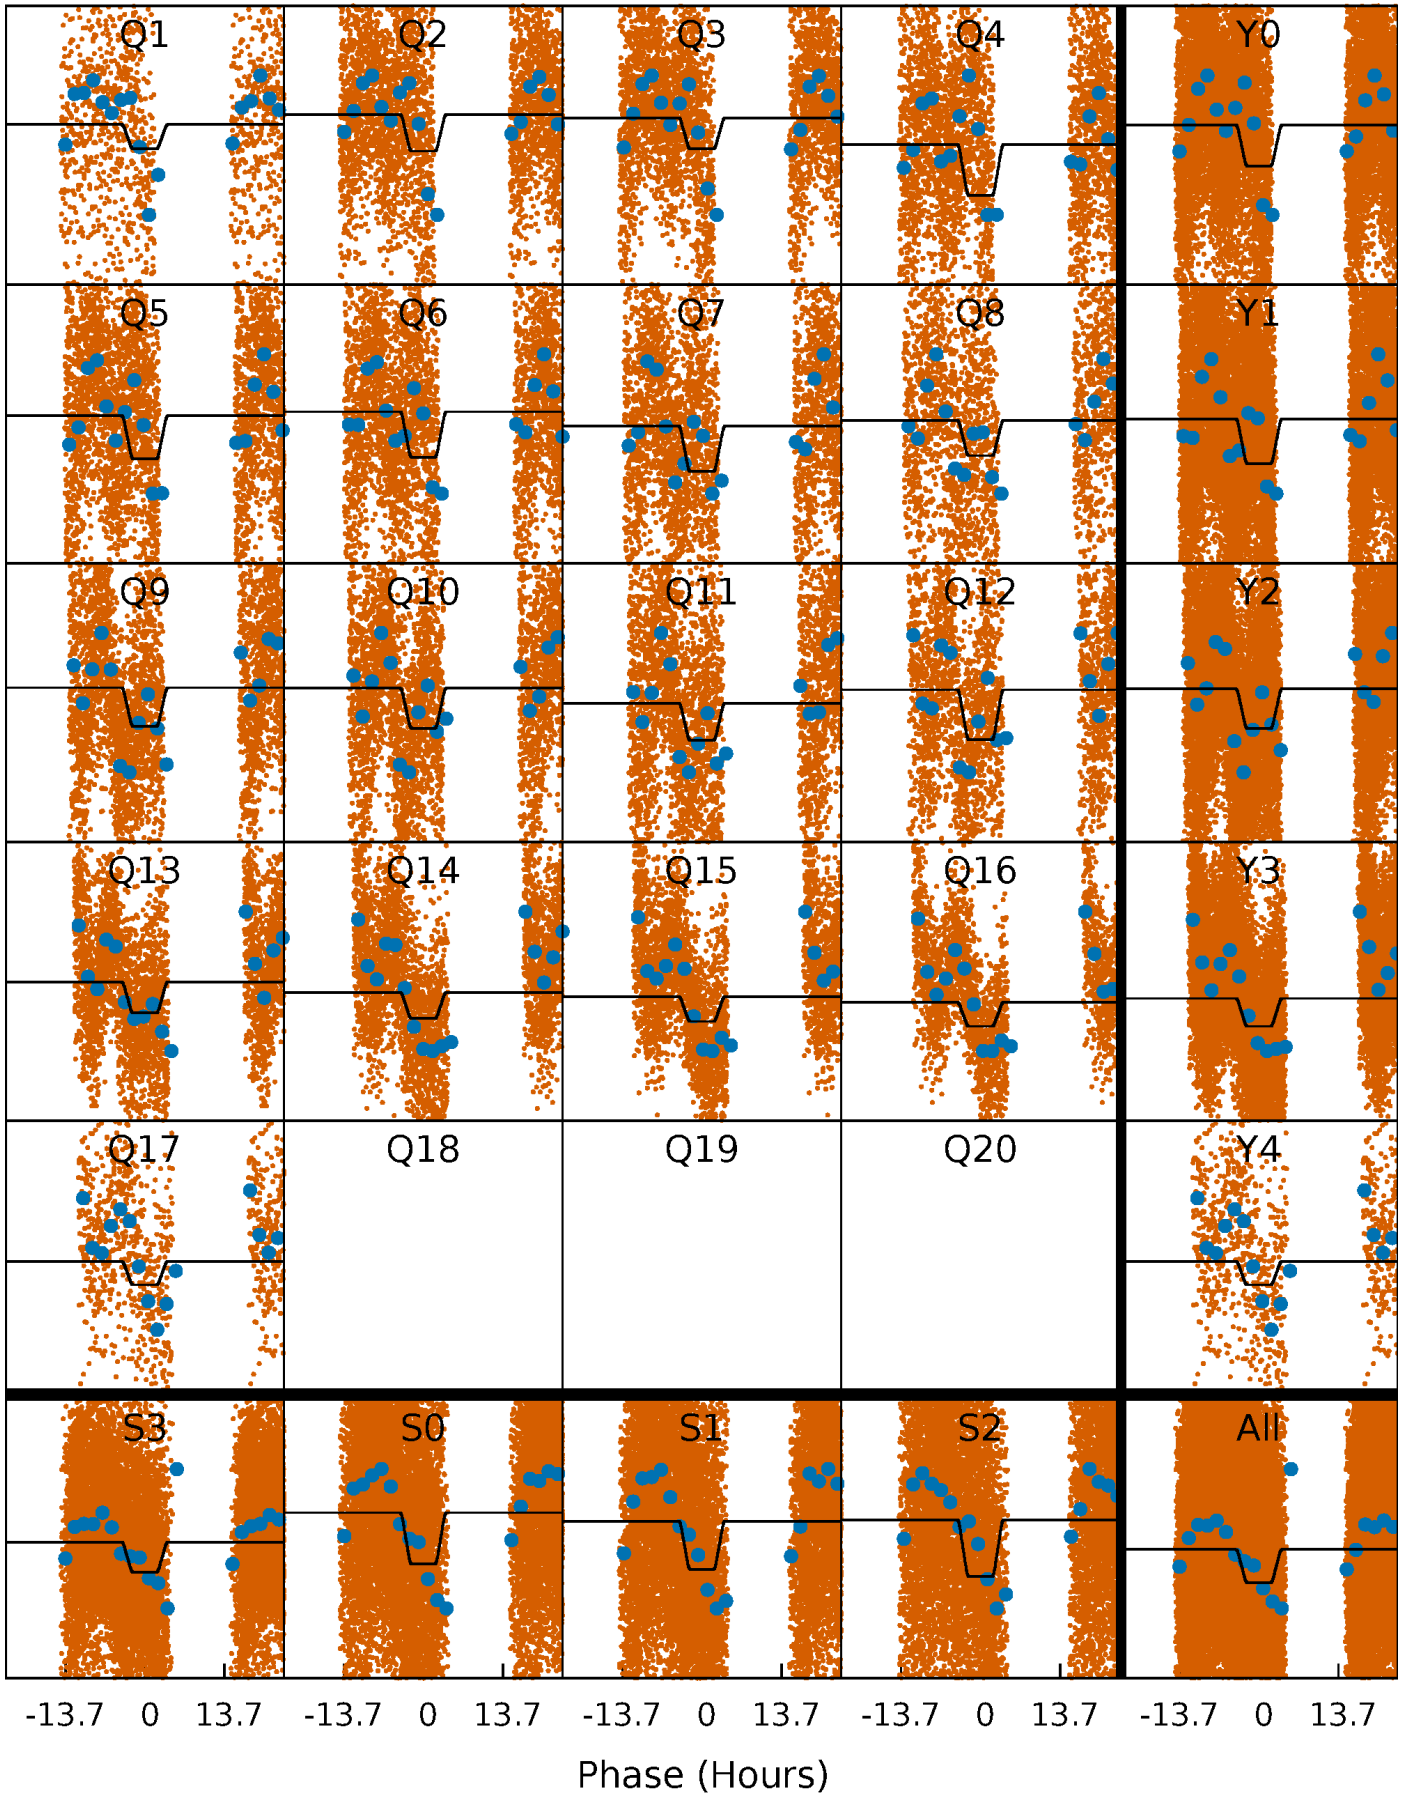 Q1 Q2 Q3 Q4 Y0
Q5 Q6 Q7 Q8 Y1
Q9 Q10 Q11 Q12 Y2
Q13 Q14 Q15 Q16 Y3
Q17 Q18 Q19 Q20 Y4
S3 S0 S1 S2 All
-13.7 0 13.7 -13.7 0 13.7 -13.7 0 13.7 -13.7 0 13.7 -13.7 0 13.7
Phase (Hours)